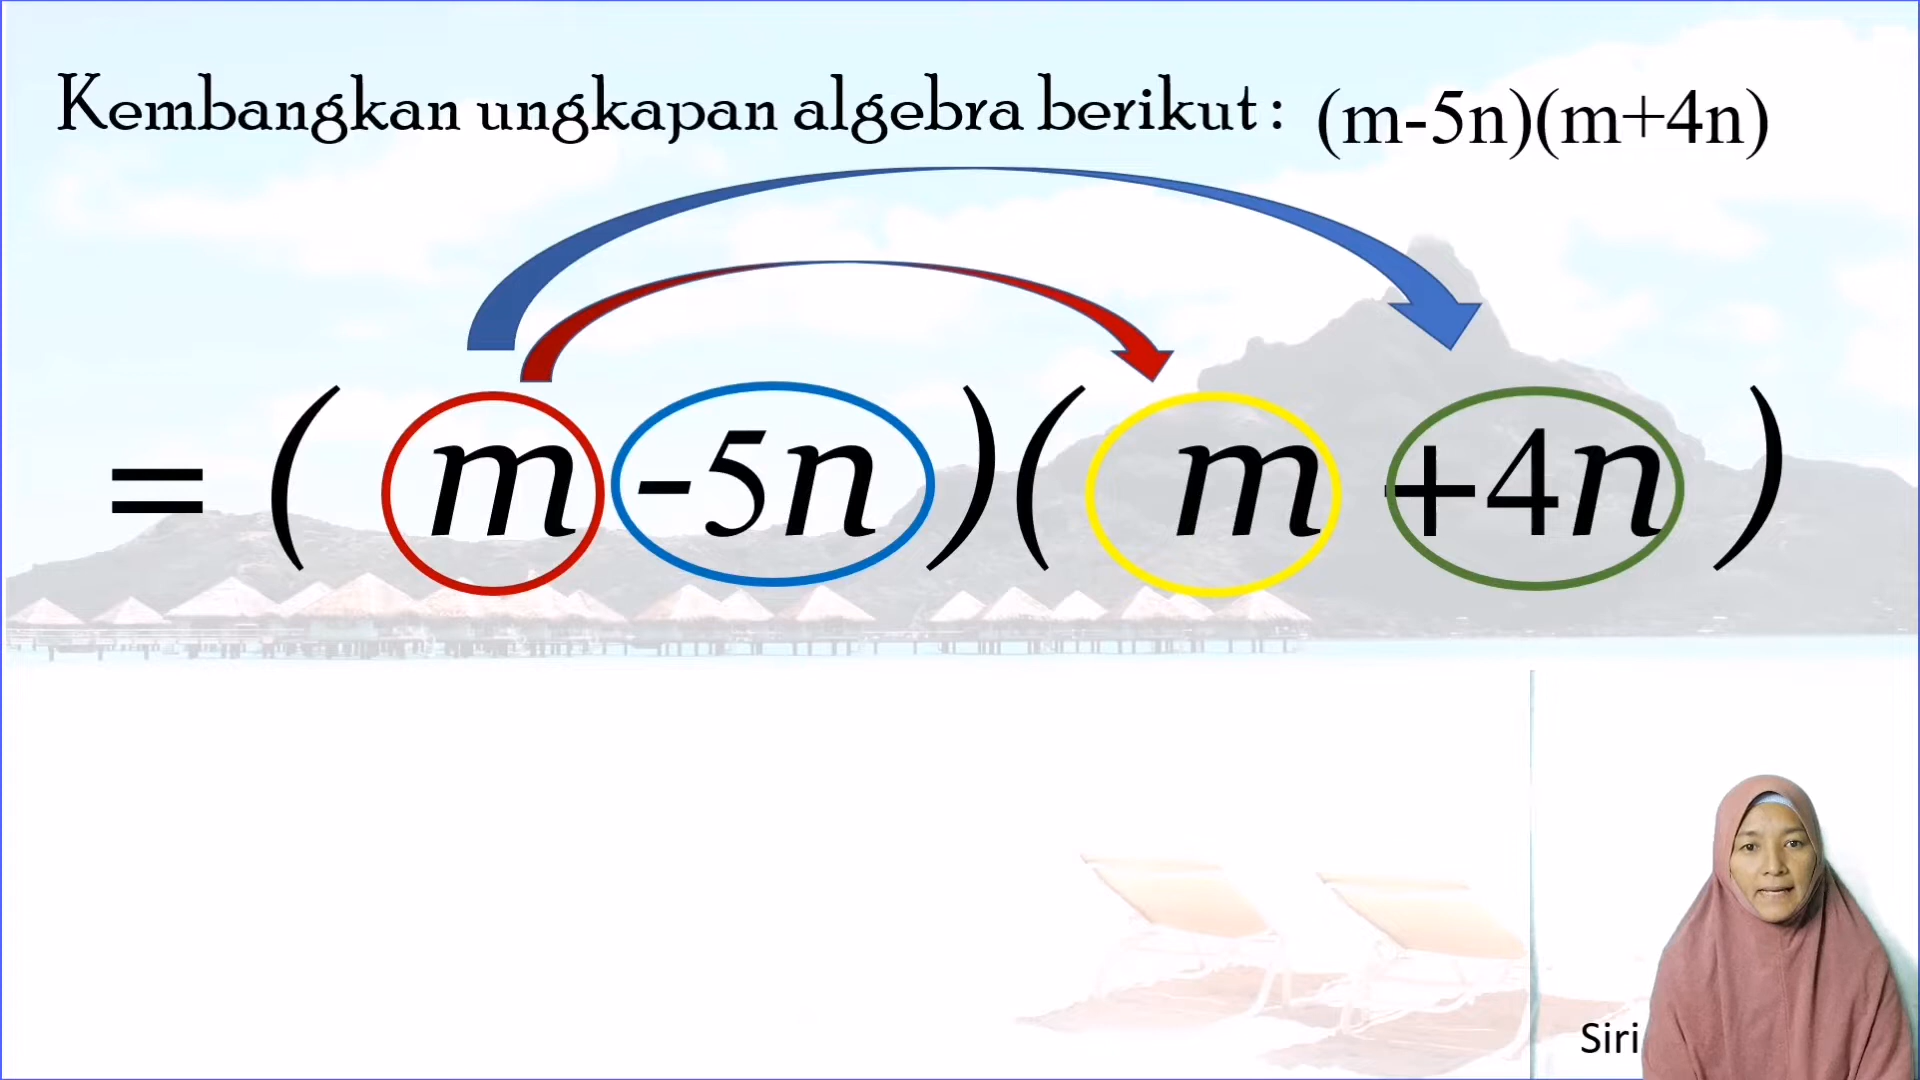 Kembangkan ungkapan algebra berikut : (m-5n)(m+4n)
= ( m -5n )( m +4n )
Siri